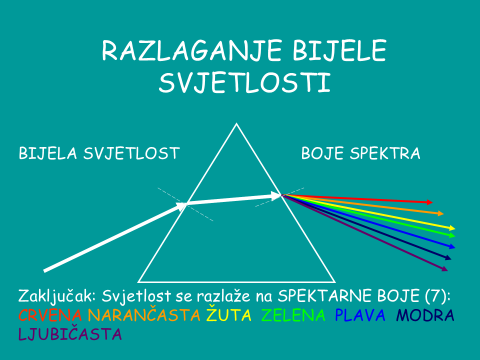 RAZLAGANJE BIJELE
SVJETLOSTI
BIJELA SVJETLOST
BOJE SPEKTRA
Zaključak: Svjetlost se razlaže na SPEKTARNE BOJE (7):
CRVENA NARANČASTA ŽUTA ZELENA PLAVA MODRA
LJUBIČASTA